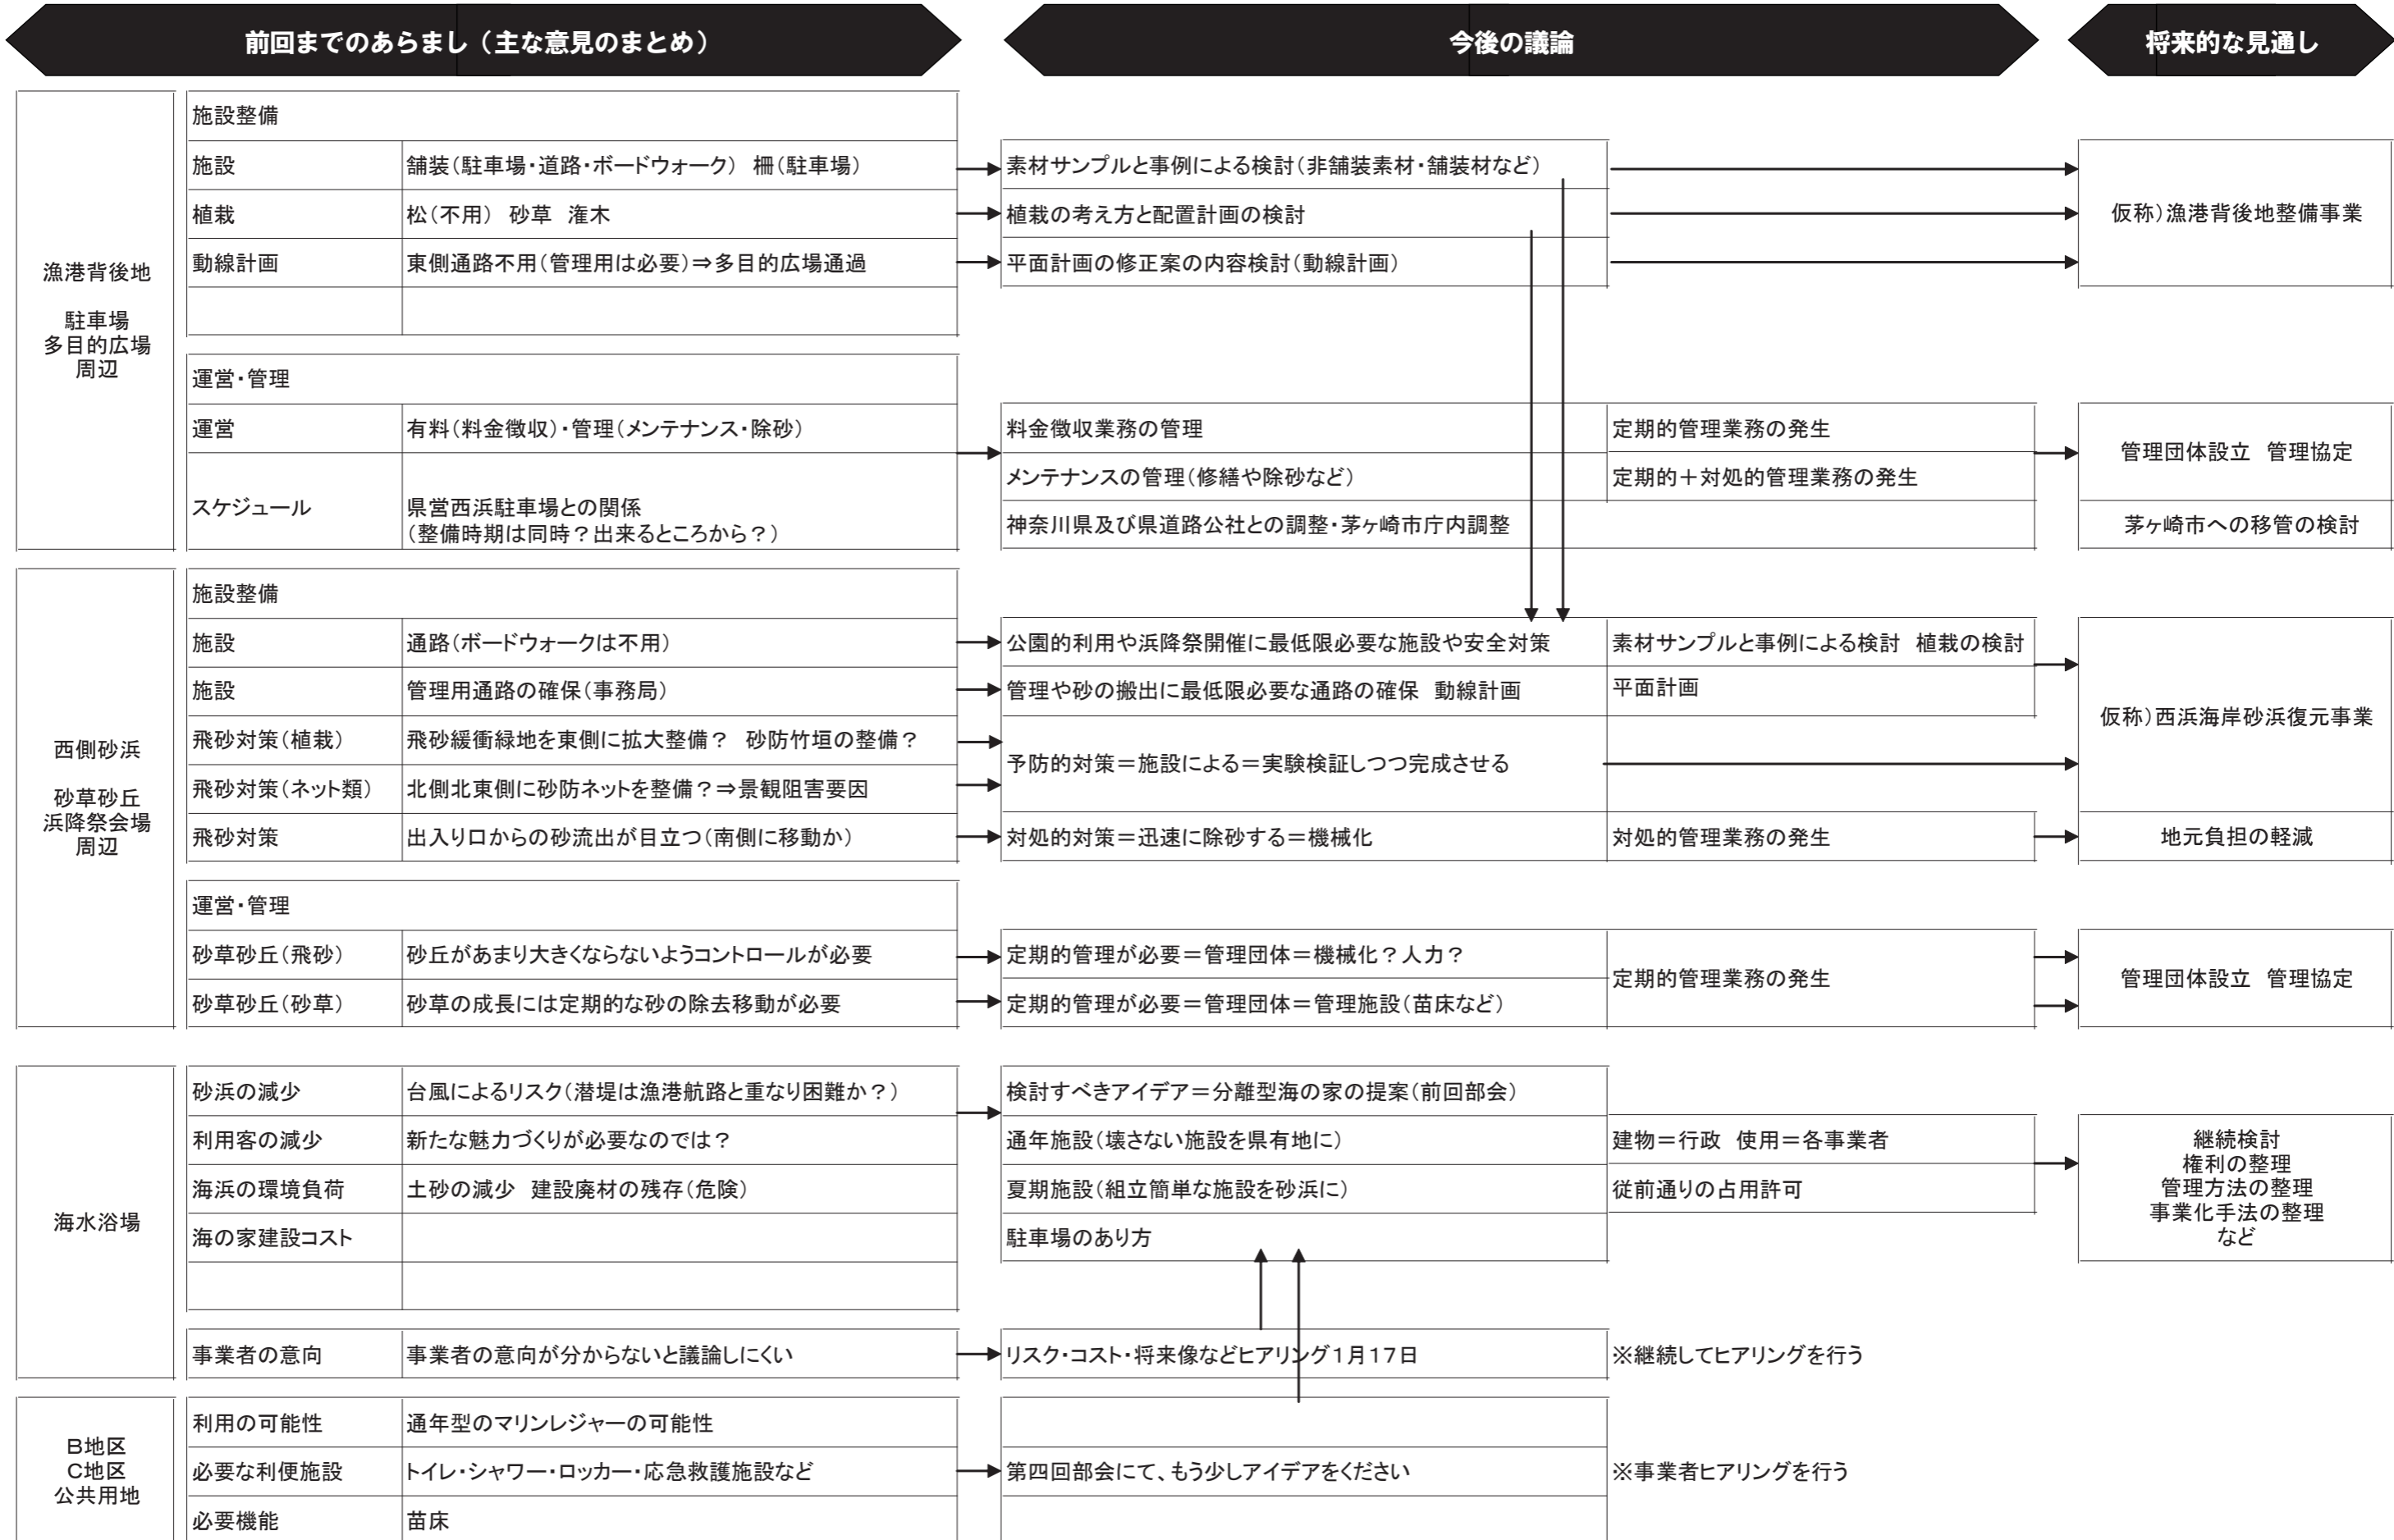 前回までのあらまし（主な意見のまとめ）
今後の議論
将来的な見通し
漁港背後地
駐車場
多目的広場
周辺
施設整備
施設
舗装（駐車場・道路・ボードウォーク）　柵（駐車場）
素材サンプルと事例による検討（非舗装素材・舗装材など）
植栽
松（不用）　砂草　潅木
植栽の考え方と配置計画の検討
動線計画
東側通路不用（管理用は必要）⇒多目的広場通過
平面計画の修正案の内容検討（動線計画）
仮称）漁港背後地整備事業
運営・管理
運営
有料（料金徴収）・管理（メンテナンス・除砂）
料金徴収業務の管理
定期的管理業務の発生
メンテナンスの管理（修繕や除砂など）
定期的＋対処的管理業務の発生
管理団体設立　管理協定
スケジュール
県営西浜駐車場との関係
（整備時期は同時？出来るところから？）
神奈川県及び県道路公社との調整・茅ヶ崎市庁内調整
茅ヶ崎市への移管の検討
西側砂浜
砂草砂丘
浜降祭会場
周辺
施設整備
施設
通路（ボードウォークは不用）
公園的利用や浜降祭開催に最低限必要な施設や安全対策
素材サンプルと事例による検討　植栽の検討
施設
管理用通路の確保（事務局）
管理や砂の搬出に最低限必要な通路の確保　動線計画
平面計画
飛砂対策（植栽）
飛砂緩衝緑地を東側に拡大整備？　砂防竹垣の整備？
予防的対策＝施設による＝実験検証しつつ完成させる
飛砂対策（ネット類）
北側北東側に砂防ネットを整備？⇒景観阻害要因
仮称）西浜海岸砂浜復元事業
飛砂対策
出入り口からの砂流出が目立つ（南側に移動か）
対処的対策＝迅速に除砂する＝機械化
対処的管理業務の発生
地元負担の軽減
運営・管理
砂草砂丘（飛砂）
砂丘があまり大きくならないようコントロールが必要
定期的管理が必要＝管理団体＝機械化？人力？
砂草砂丘（砂草）
砂草の成長には定期的な砂の除去移動が必要
定期的管理が必要＝管理団体＝管理施設（苗床など）
定期的管理業務の発生
管理団体設立　管理協定
海水浴場
砂浜の減少
台風によるリスク（潜堤は漁港航路と重なり困難か？）
検討すべきアイデア＝分離型海の家の提案（前回部会）
利用客の減少
新たな魅力づくりが必要なのでは？
通年施設（壊さない施設を県有地に）
建物＝行政　使用＝各事業者
海浜の環境負荷
土砂の減少　建設廃材の残存（危険）
夏期施設（組立簡単な施設を砂浜に）
従前通りの占用許可
海の家建設コスト
駐車場のあり方
継続検討
権利の整理
管理方法の整理
事業化手法の整理
など
事業者の意向
事業者の意向が分からないと議論しにくい
リスク・コスト・将来像などヒアリング１月１７日
※継続してヒアリングを行う
Ｂ地区
Ｃ地区
公共用地
利用の可能性
通年型のマリンレジャーの可能性
必要な利便施設
トイレ・シャワー・ロッカー・応急救護施設など
第四回部会にて、もう少しアイデアをください
※事業者ヒアリングを行う
必要機能
苗床